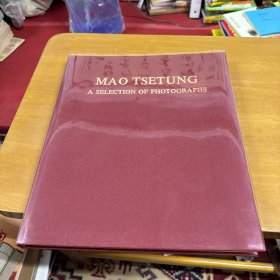 MAO TSETUNG
A SELECTION OF PHOTOGRAPHS